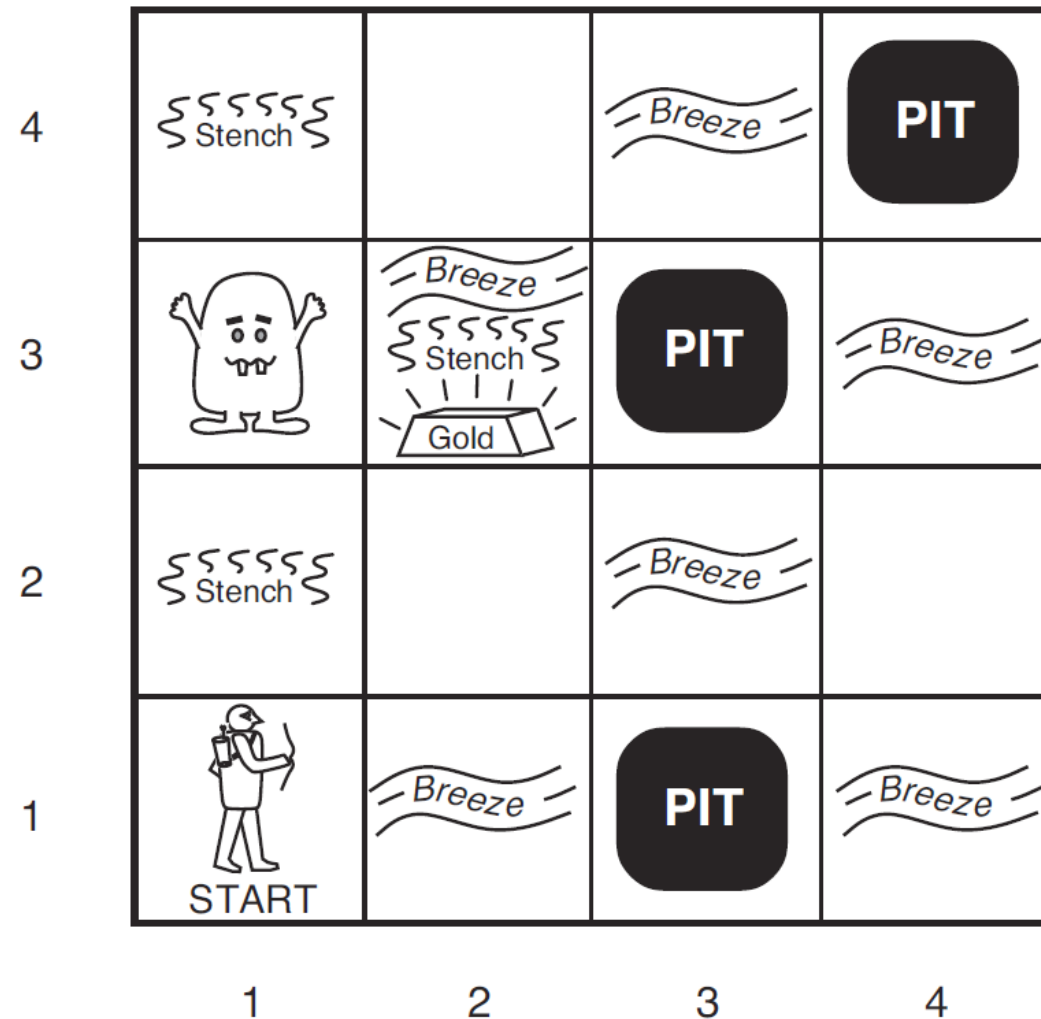 4
Stench
Breeze
PIT
3
Breeze
Stench
Gold
PIT
Breeze
2
Stench
Breeze
1
START
Breeze
PIT
Breeze
1 2 3 4